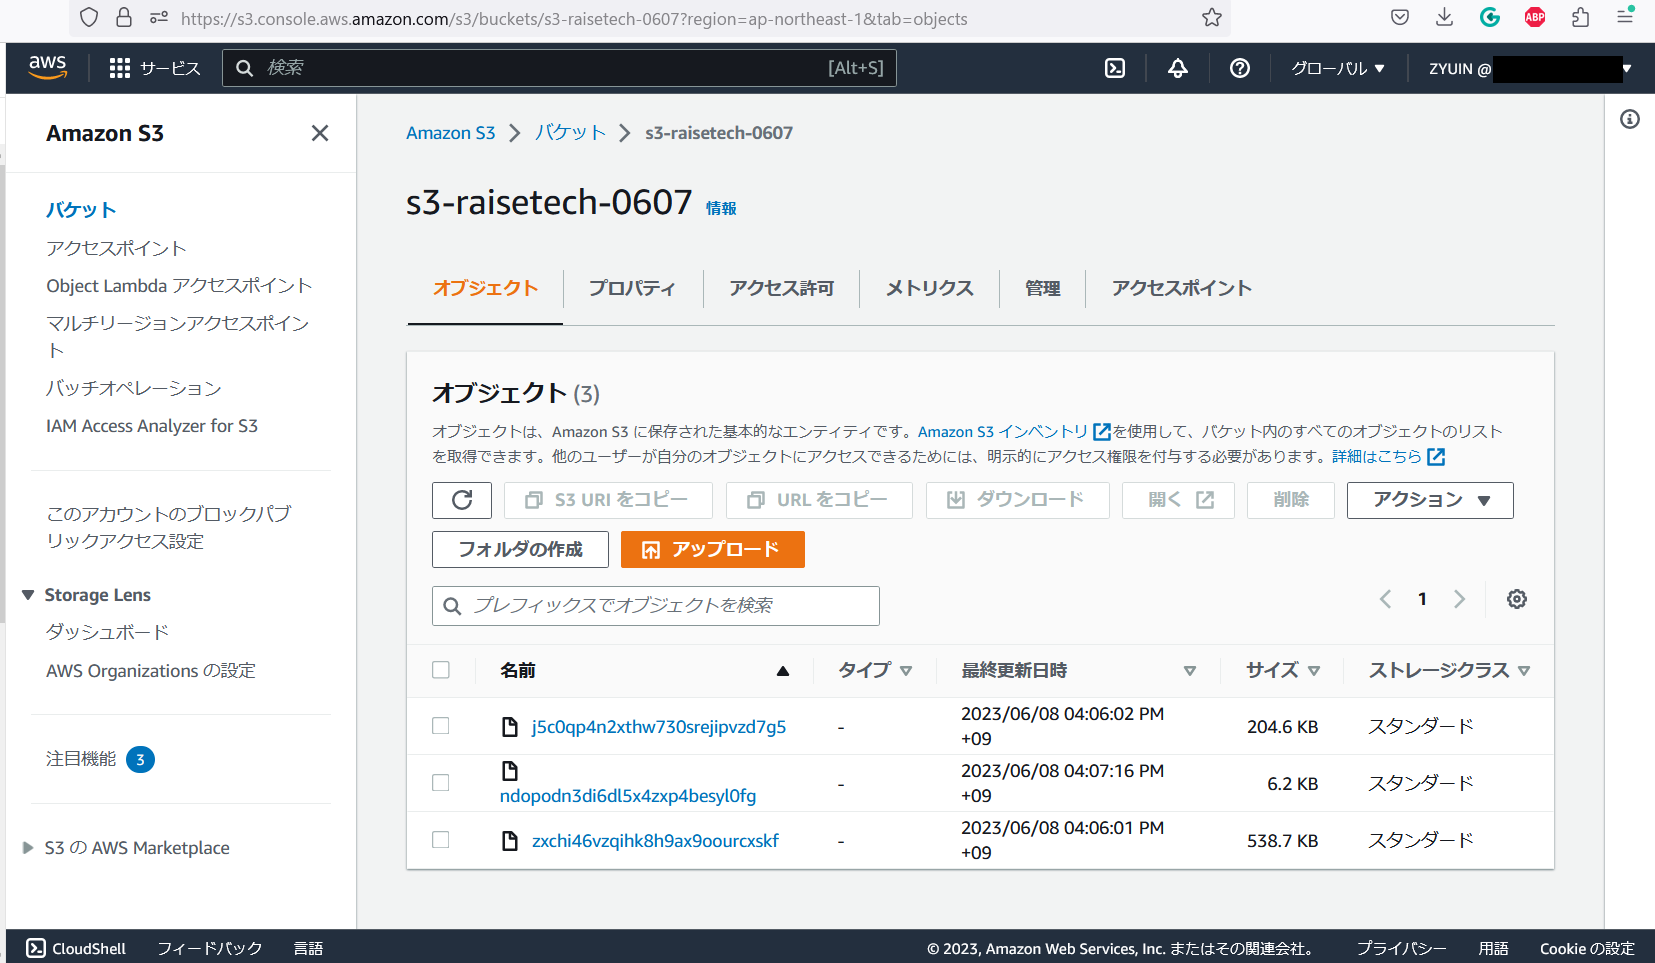 https://s3.console.aws.amazon.com/s3/buckets/s3-raisetech-0607?region=ap-northeast-1&tab=objects
ABP
aws
サービス
検索
[Alt+S]
グローバル ▼
ZYUIN @
Amazon S3
バケット
アクセスポイント
Object Lambda アクセスポイント
マルチリージョンアクセスポイン
ト
バッチオペレーション
IAM Access Analyzer for S3
このアカウントのブロックパブ
リックアクセス設定
Storage Lens
ダッシュボード
AWS Organizations の設定
注目機能 3
S3 の AWS Marketplace
Amazon S3 > バケット > s3-raisetech-0607
s3-raisetech-0607 情報
オブジェクト
プロパティ
アクセス許可
メトリクス
管理
アクセスポイント
オブジェクト (3)
オブジェクトは、Amazon S3 に保存された基本的なエンティティです。Amazon S3 インベントリ を使用して、バケット内のすべてのオブジェクトのリスト
を取得できます。他のユーザーが自分のオブジェクトにアクセスできるためには、明示的にアクセス権限を付与する必要があります。詳細はこちら
S3 URI をコピー
URL をコピー
ダウンロード
開く
削除
アクション ▼
フォルダの作成
アップロード
プレフィックスでオブジェクトを検索
1
名前 タイプ 最終更新日時 サイズ ストレージクラス
j5c0qp4n2xthw730srejipvzd7g5 - 2023/06/08 04:06:02 PM 204.6 KB スタンダード
+09
ndopodn3di6dl5x4zxp4besyl0fg - 2023/06/08 04:07:16 PM 6.2 KB スタンダード
+09
zxchi46vzqihk8h9ax9oourcxskf - 2023/06/08 04:06:01 PM 538.7 KB スタンダード
+09
CloudShell
フィードバック
言語
© 2023, Amazon Web Services, Inc. またはその関連会社。
プライバシー
用語
Cookie の設定